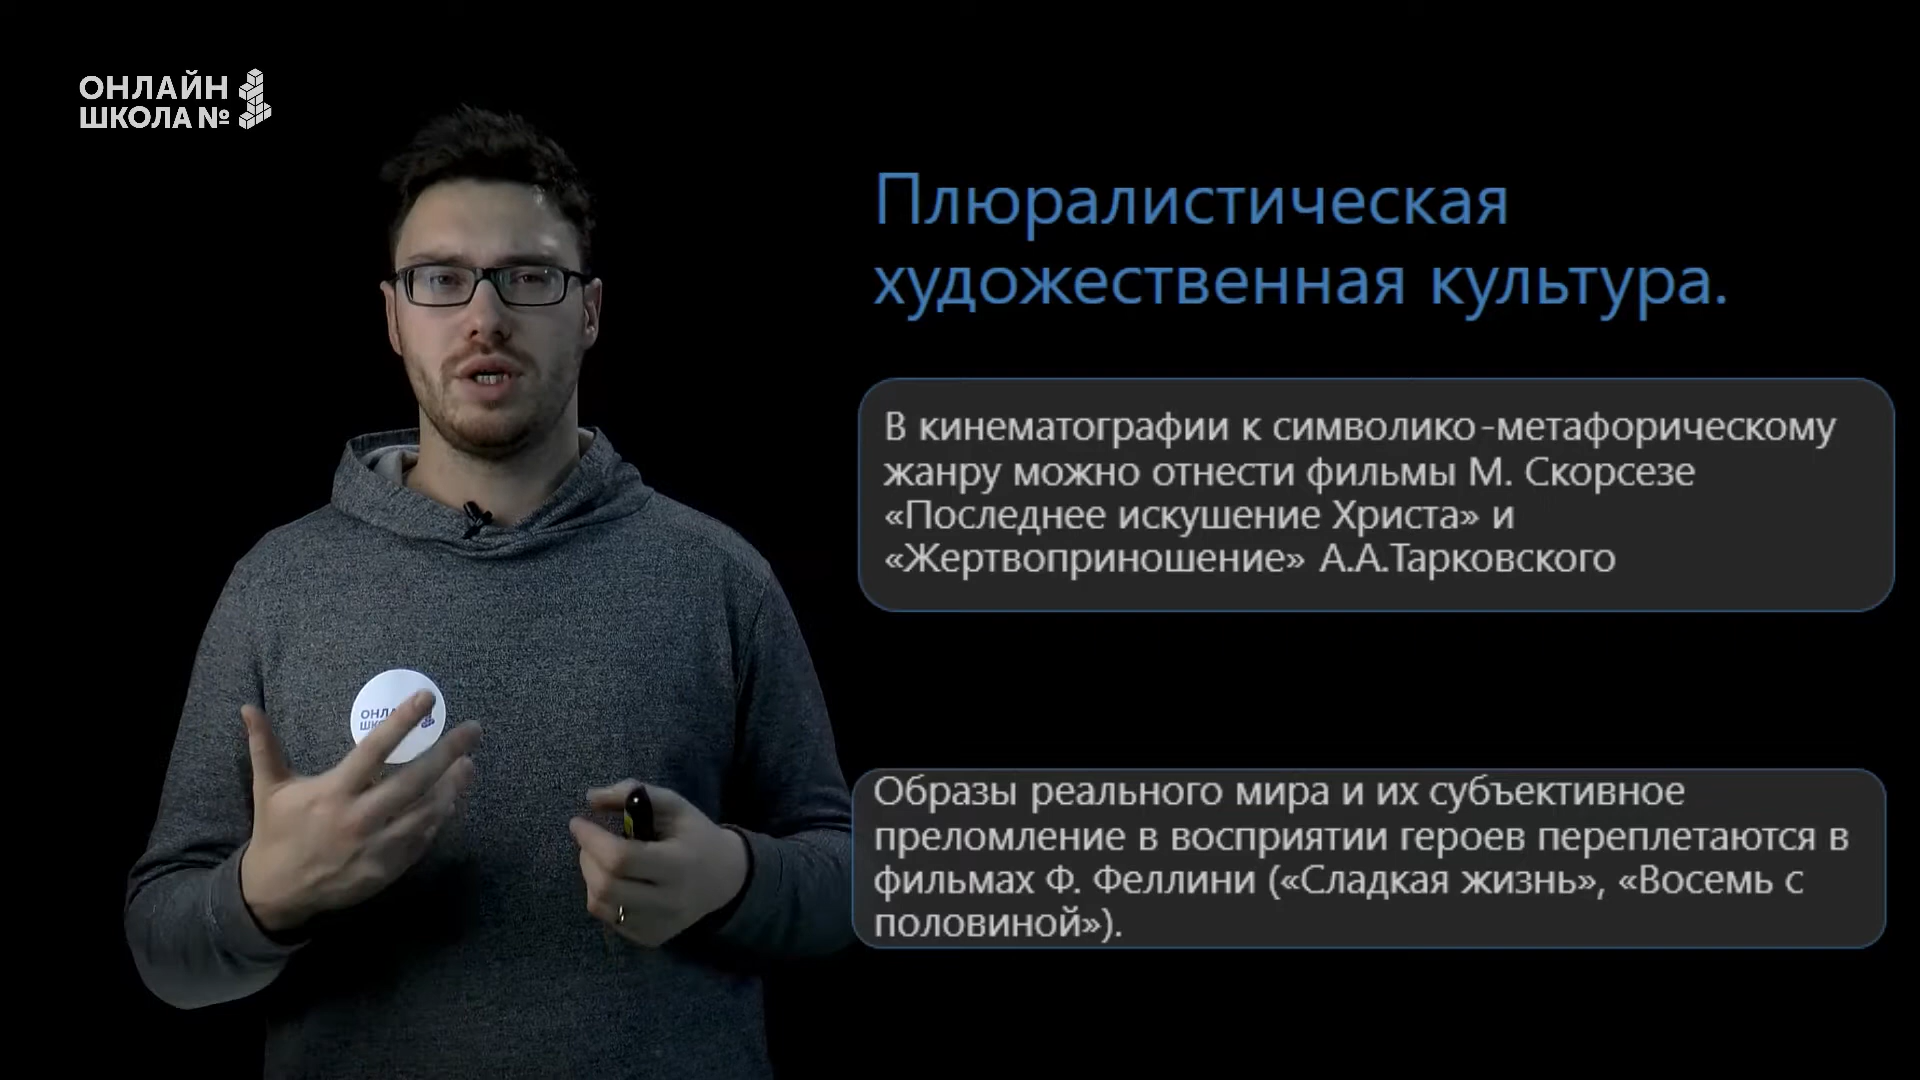 ОНЛАЙН
ШКОЛА №
Плюралистическая
художественная культура.
В кинематографии к символико-метафорическому
жанру можно отнести фильмы М. Скорсезе
«Последнее искушение Христа» и
«Жертвоприношение» А.А.Тарковского
Образы реального мира и их субъективное
преломление в восприятии героев переплетаются в
фильмах Ф. Феллини («Сладкая жизнь», «Восемь с
половиной»).